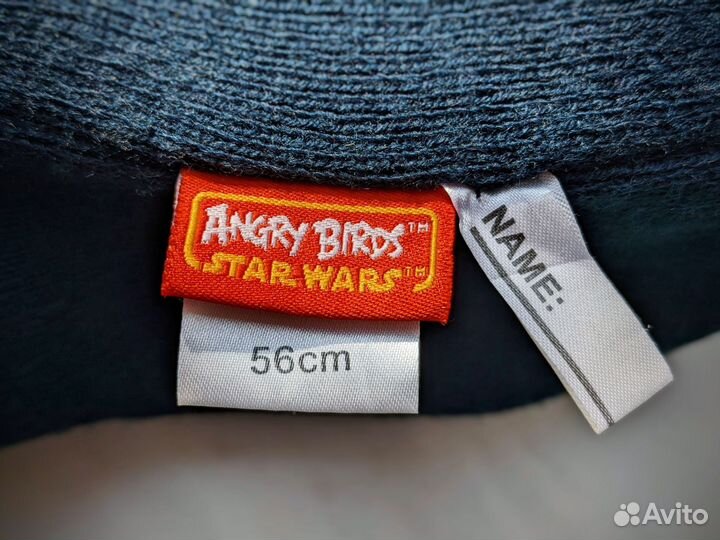 ANGRY BIRDS™
STAR WARS™
56cm
NAME:
Avito